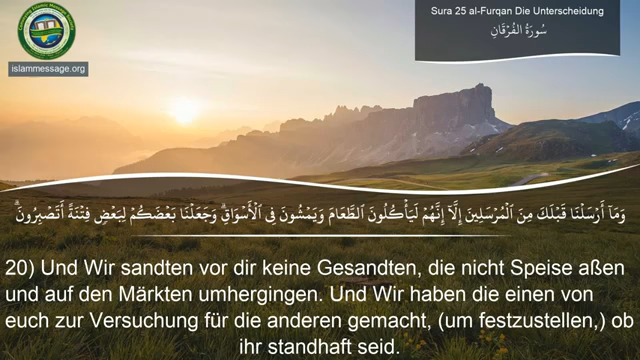 Sura 25 al-Furqan Die Unterscheidung
سُورَةُ الفُرْقَانِ
islammessage.org
وَمَآ أَرْسَلْنَا قَبْلَكَ مِنَ ٱلْمُرْسَلِينَ إِلَّآ إِنَّهُمْ لَيَأْكُلُونَ ٱلطَّعَامَ وَيَمْشُونَ فِى ٱلْأَسْوَاقِ ۗ وَجَعَلْنَا بَعْضَكُمْ لِبَعْضٍ فِتْنَةً أَتَصْبِرُونَ ۗ
20) Und Wir sandten vor dir keine Gesandten, die nicht Speise aßen
und auf den Märkten umhergingen. Und Wir haben die einen von
euch zur Versuchung für die anderen gemacht, (um festzustellen,) ob
ihr standhaft seid.